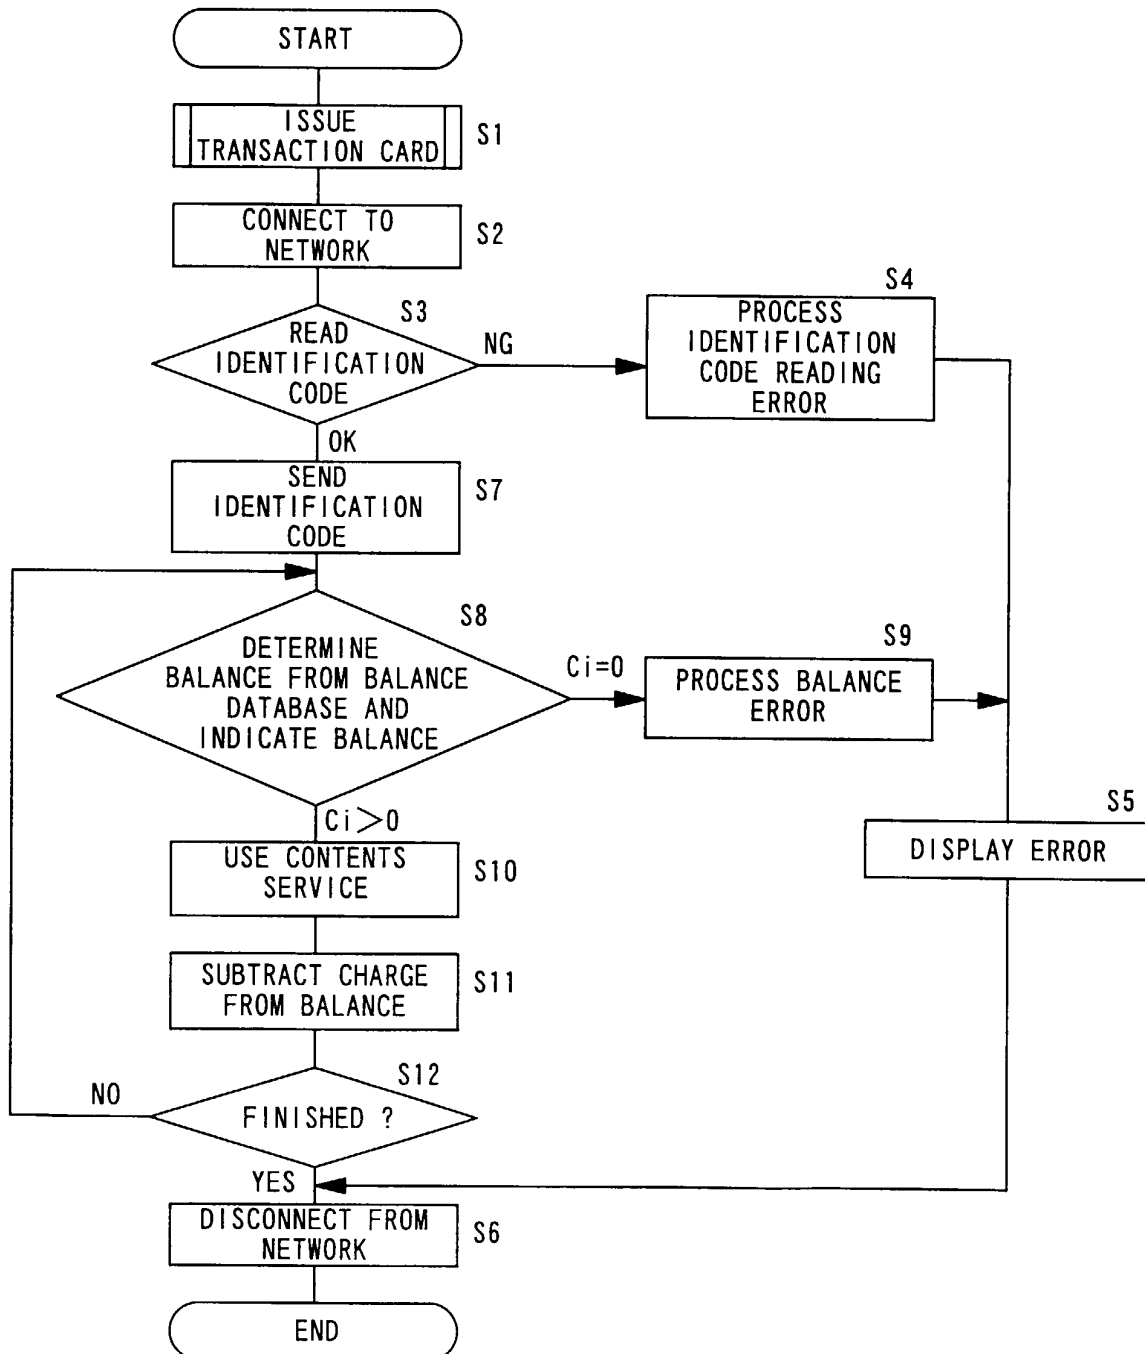 START
ISSUE
TRANSACTION CARD
S1
CONNECT TO
NETWORK
S2
S3
READ
IDENTIFICATION
CODE
NG
S4
PROCESS
IDENTIFICATION
CODE READING
ERROR
OK
SEND
IDENTIFICATION
CODE
S7
S8
DETERMINE
BALANCE FROM BALANCE
DATABASE AND
INDICATE BALANCE
Ci=0
S9
PROCESS BALANCE
ERROR
S5
DISPLAY ERROR
Ci>0
USE CONTENTS
SERVICE
S10
SUBTRACT CHARGE
FROM BALANCE
S11
S12
FINISHED ?
NO
YES
DISCONNECT FROM
NETWORK
S6
END